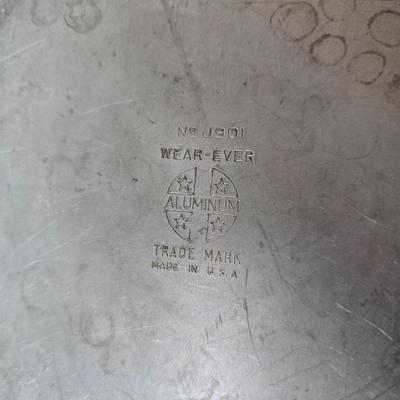 No J901
WEAR-EVER
ALUMINUM
TRADE MARK
MADE IN U.S.A